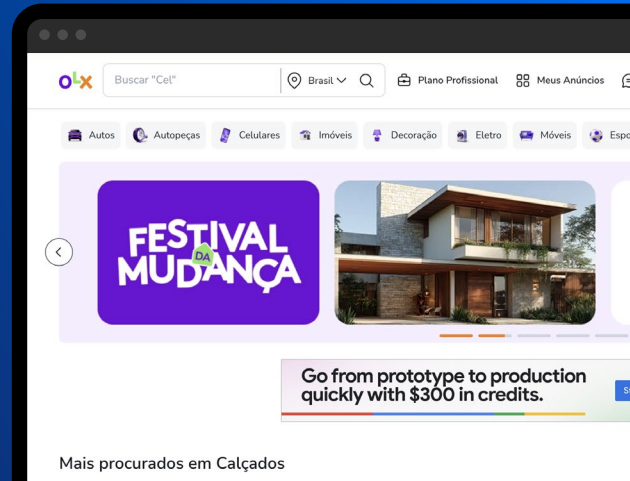 OLX
Buscar "Cel"
Brasil
Plano Profissional
Meus Anúncios
Autos
Autopeças
Celulares
Imóveis
Decoração
Eletro
Móveis
Espo
FESTIVAL
DA
MUDANÇA
Go from prototype to production
quickly with $300 in credits.
Mais procurados em Calçados